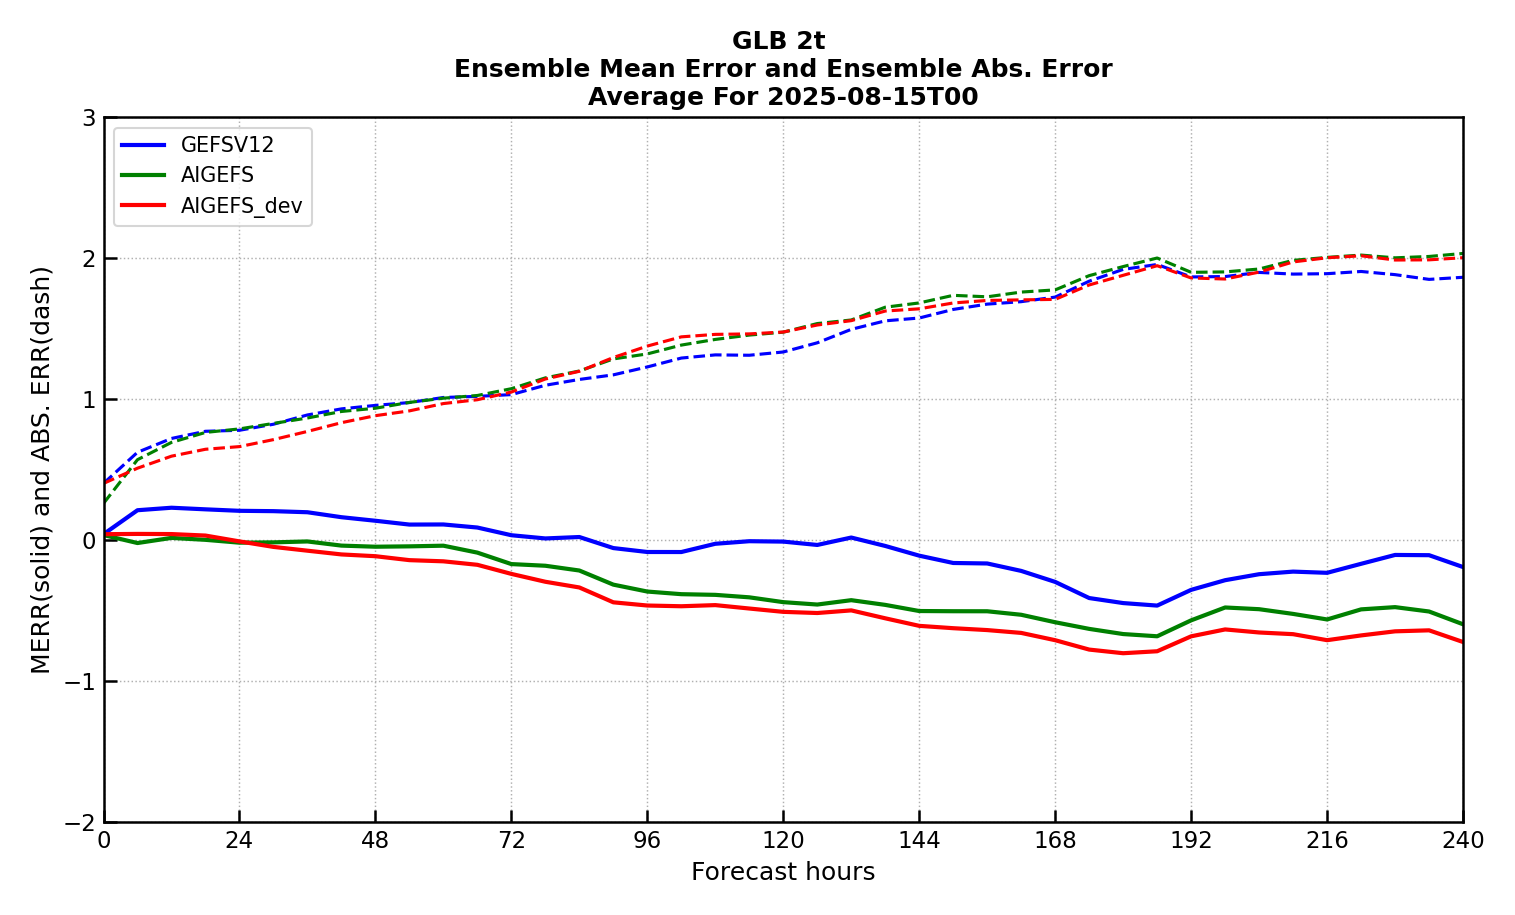 GLB 2t
Ensemble Mean Error and Ensemble Abs. Error
Average For 2025-08-15T00
MERR(solid) and ABS. ERR(dash)
3
2
1
0
−1
−2
GEFSV12
AIGEFS
AIGEFS_dev
0 24 48 72 96 120 144 168 192 216 240
Forecast hours